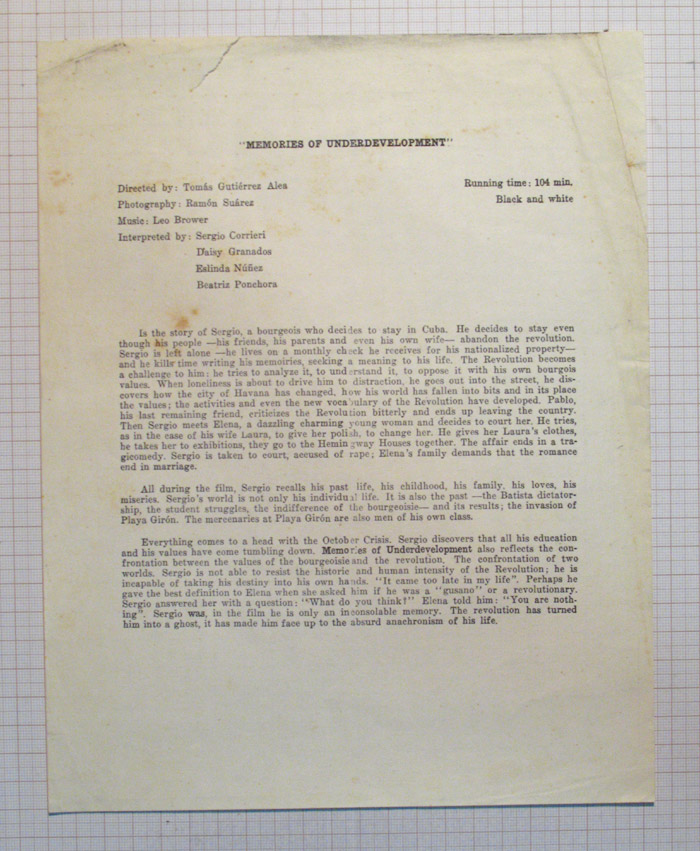 "MEMORIES OF UNDERDEVELOPMENT"
Directed by: Tomás Gutiérrez Alea
Running time: 104 min.
Photography: Ramón Suárez
Black and white
Music: Leo Brower
Interpreted by: Sergio Corrieri
Daisy Granados
Eslinda Núñez
Beatriz Ponchora
Is the story of Sergio, a bourgeois who decides to stay in Cuba. He decides to stay even
though his people —his friends, his parents and even his own wife— abandon the revolution.
Sergio is left alone —he lives on a monthly check he receives for his nationalized property—
and he kills time writing his memoiries, seeking a meaning to his life. The Revolution becomes
a challenge to him: he tries to analyze it, to understand it, to oppose it with his own bourgois
values. When loneliness is about to drive him to distraction, he goes out into the street, he dis-
covers how the city of Havana has changed, how his world has fallen into bits and in its place
the values; the activities and even the new vocabulary of the Revolution have developed. Pablo,
his last remaining friend, criticizes the Revolution bitterly and ends up leaving the country.
Then Sergio meets Elena, a dazzling charming young woman and decides to court her. He tries,
as in the case of his wife Laura, to give her polish, to change her. He gives her Laura's clothes,
he takes her to exhibitions, they go to the Hemingway Houses together. The affair ends in a tra-
gicomedy. Sergio is taken to court, accused of rape; Elena's family demands that the romance
end in marriage.
All during the film, Sergio recalls his past life, his childhood, his family, his loves, his
miseries. Sergio's world is not only his individual life. It is also the past —the Batista dictator-
ship, the student struggles, the indifference of the bourgeoisie— and its results; the invasion of
Playa Girón. The mercenaries at Playa Girón are also men of his own class.
Everything comes to a head with the October Crisis. Sergio discovers that all his education
and his values have come tumbling down. Memories of Underdevelopment also reflects the con-
frontation between the values of the bourgeoisie and the revolution. The confrontation of two
worlds. Sergio is not able to resist the historic and human intensity of the Revolution; he is
incapable of taking his destiny into his own hands. "It came too late in my life". Perhaps he
gave the best definition to Elena when she asked him if he was a "gusano" or a revolutionary.
Sergio answered her with a question: "What do you think?" Elena told him: "You are noth-
ing". Sergio was, in the film he is only an inconsolable memory. The revolution has turned
him into a ghost, it has made him face up to the absurd anachronism of his life.